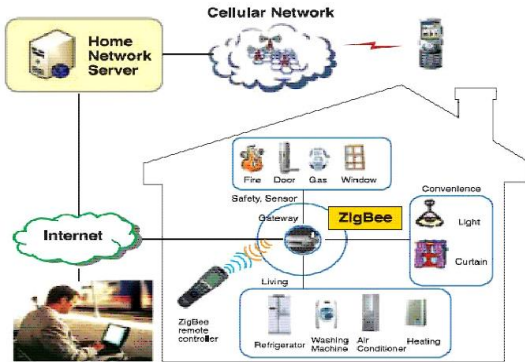 Cellular Network
Home
Network
Server
Fire Door Gas Window
Safety, Sensor
Gateway
ZigBee
Convenience
Light
Curtain
Internet
Living
ZigBee
remote
controller
Refrigerator Washing Machine Air Conditioner Heating